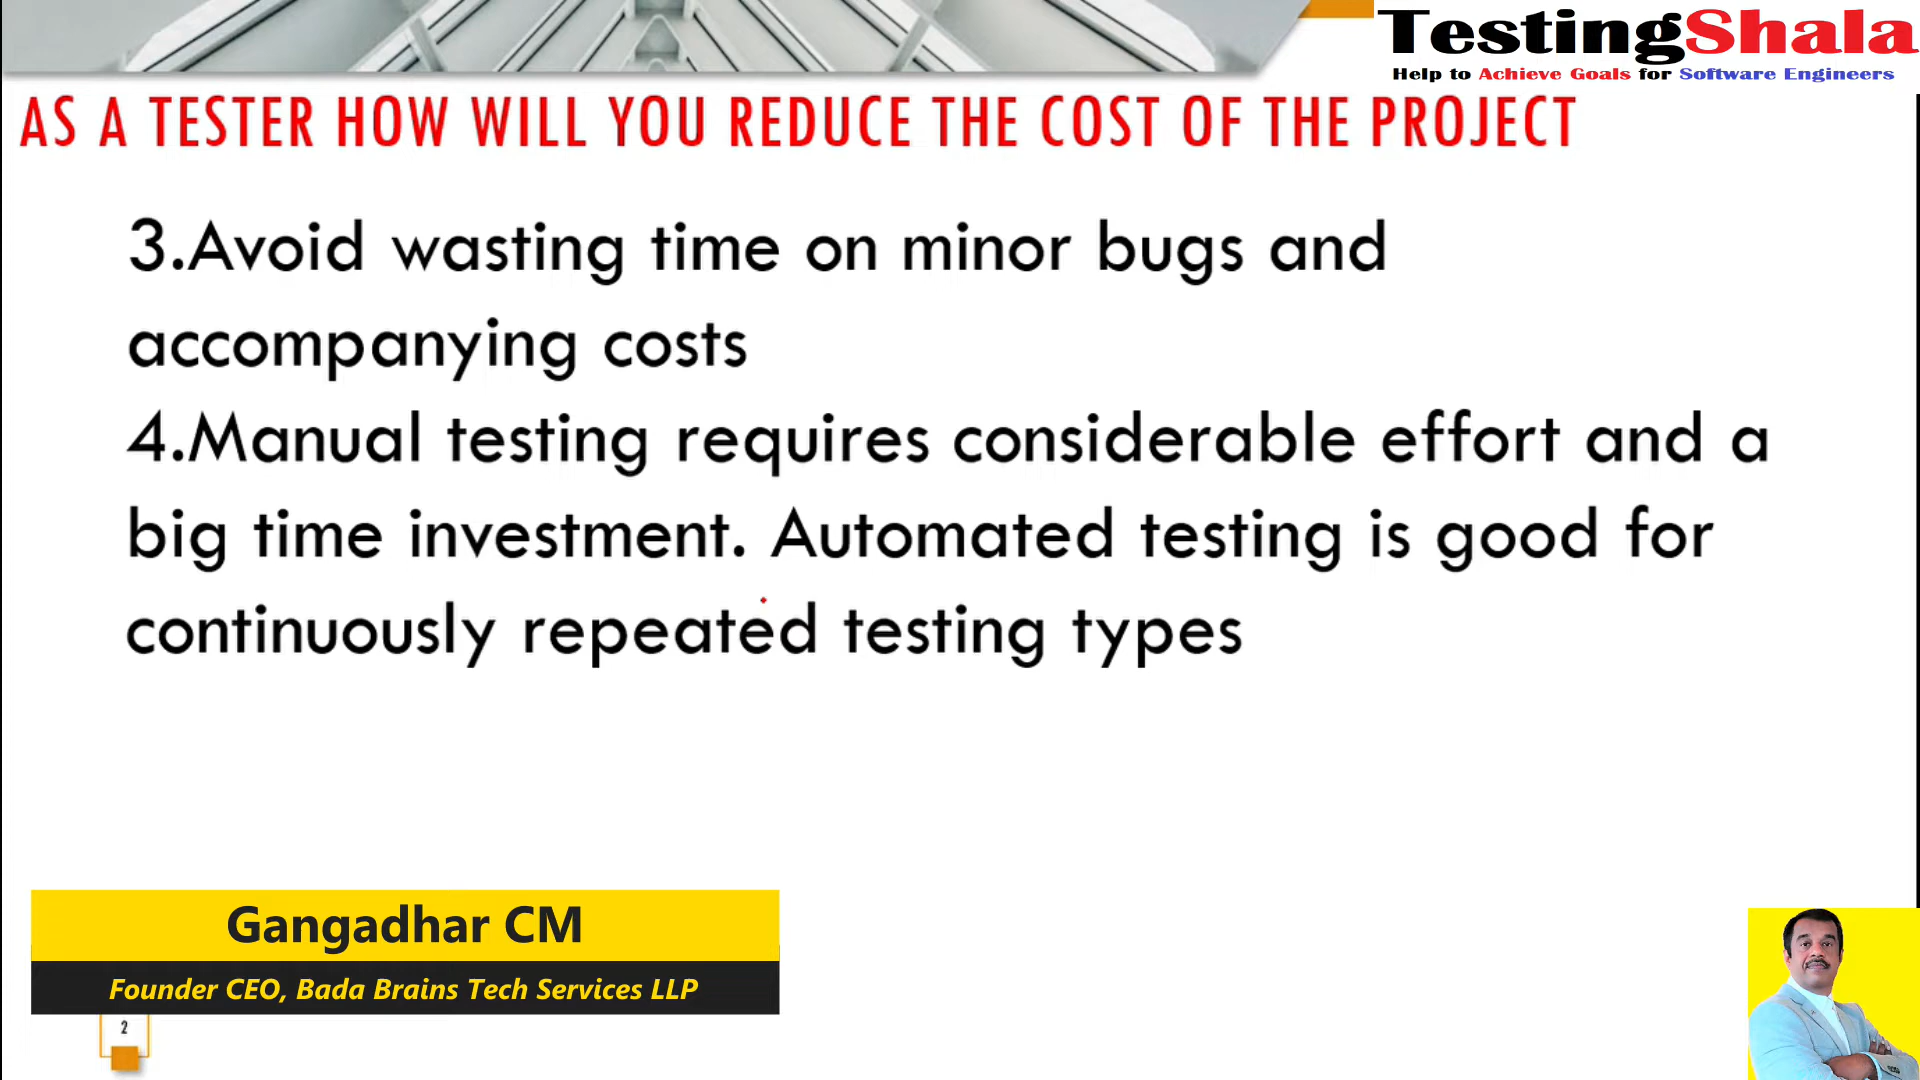 TestingShala
Help to Achieve Goals for Software Engineers
AS A TESTER HOW WILL YOU REDUCE THE COST OF THE PROJECT
3.Avoid wasting time on minor bugs and
accompanying costs
4.Manual testing requires considerable effort and a
big time investment. Automated testing is good for
continuously repeated testing types
Gangadhar CM
Founder CEO, Bada Brains Tech Services LLP
2